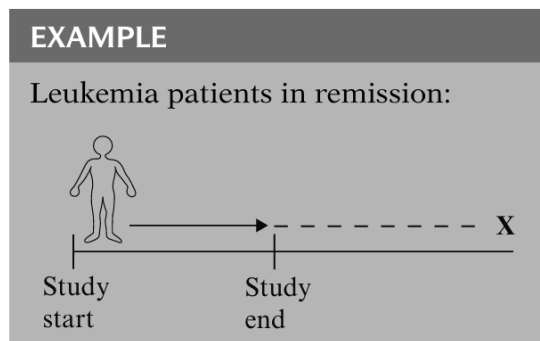 EXAMPLE
Leukemia patients in remission:
X
Study
start
Study
end